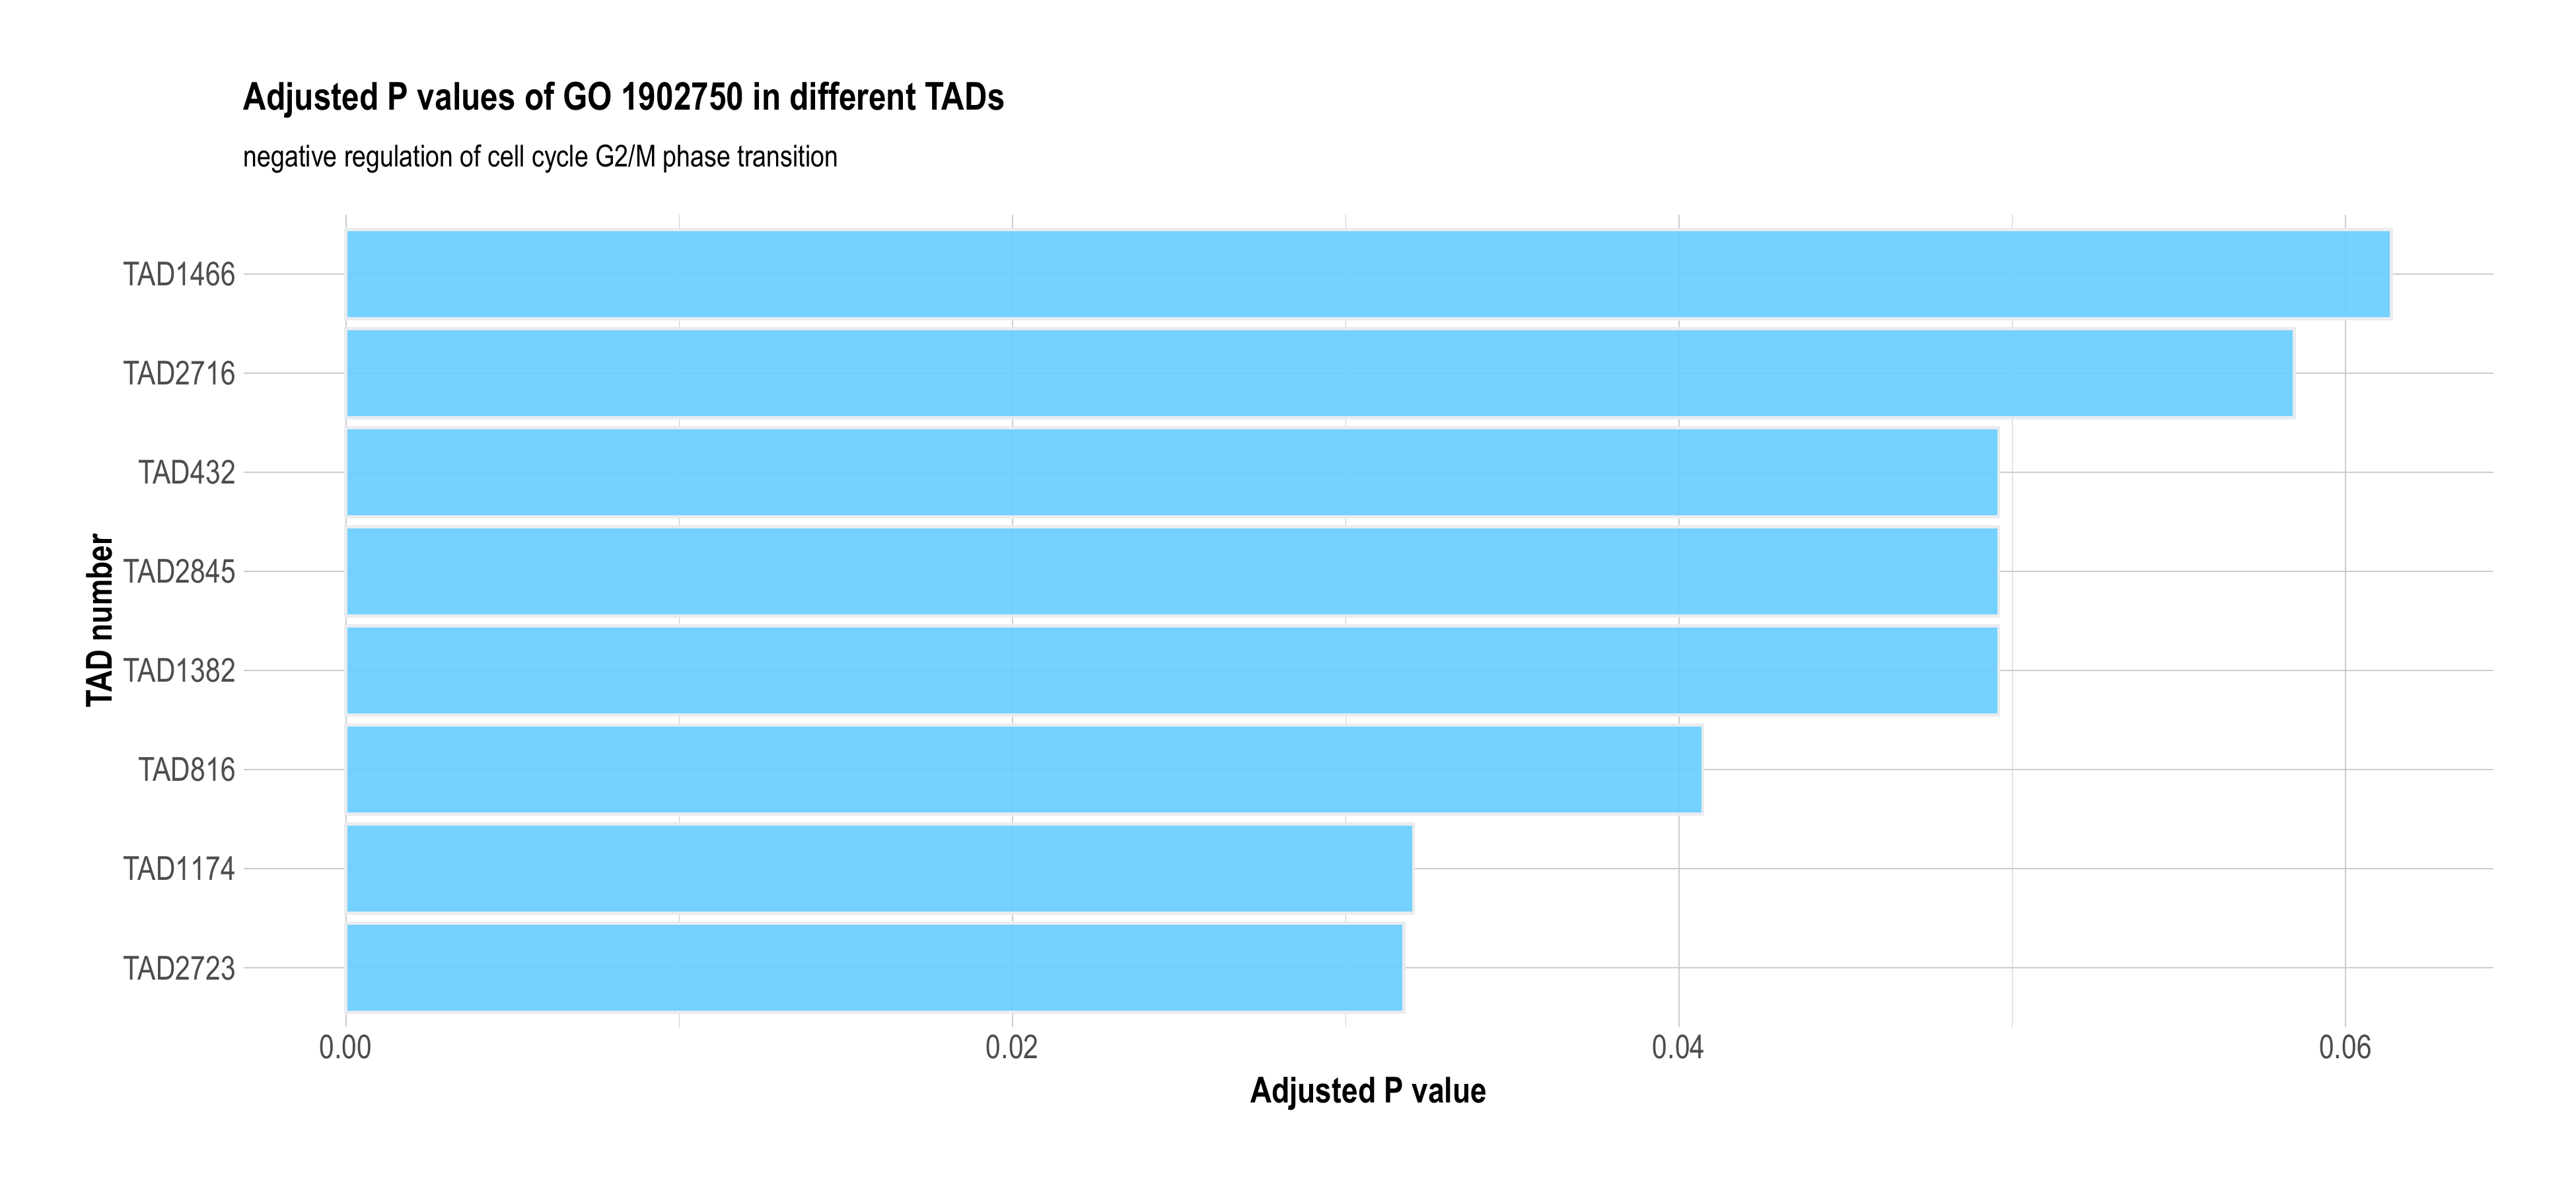 Adjusted P values of GO 1902750 in different TADs
negative regulation of cell cycle G2/M phase transition
TAD number
TAD1466
TAD2716
TAD432
TAD2845
TAD1382
TAD816
TAD1174
TAD2723
0.00 0.02 0.04 0.06
Adjusted P value